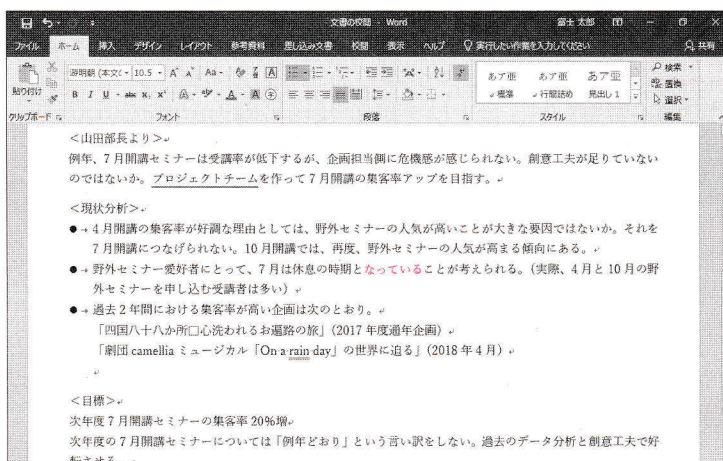 文書の校閲 - Word
富士 太郎
ファイル ホーム 挿入 デザイン レイアウト 参考資料 差し込み文書 校閲 表示 ヘルプ 実行したい作業を入力してください 共有
游明朝 (本文( 10.5 A A Aa
検索
あア亜 あア亜 あア亜
置換
貼り付け
B I U abc x₂ x² A A A
標準 行間詰め 見出し 1
選択
クリップボード フォント 段落 スタイル 編集
＜山田部長より＞
例年、7月開講セミナーは受講率が低下するが、企画担当側に危機感が感じられない。創意工夫が足りていない
のではないか。プロジェクトチームを作って7月開講の集客率アップを目指す。
＜現状分析＞
●→4月開講の集客率が好調な理由としては、野外セミナーの人気が高いことが大きな要因ではないか。それを
7月開講につなげられない。10月開講では、再度、野外セミナーの人気が高まる傾向にある。
●→野外セミナー愛好者にとって、7月は休息の時期となっていることが考えられる。(実際、4月と10月の野
外セミナーを申し込む受講者は多い)
●→過去2年間における集客率が高い企画は次のとおり。
「四国八十八か所□心洗われるお遍路の旅」(2017年度通年企画)
「劇団 camellia ミュージカル「On a rain day」の世界に迫る」(2018年4月)
＜目標＞
次年度7月開講セミナーの集客率20%増
次年度の7月開講セミナーについては「例年どおり」という言い訳をしない。過去のデータ分析と創意工夫で好
転させる。